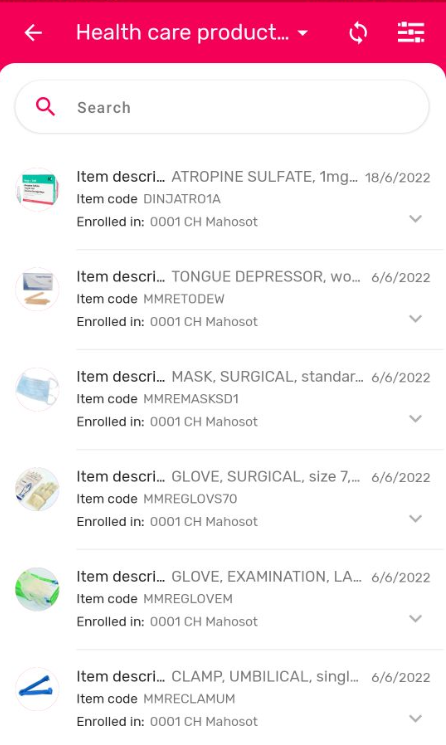 Health care product...
Search
Item descri... ATROPINE SULFATE, 1mg... 18/6/2022
Item code DINJATRO1A
Enrolled in: 0001 CH Mahosot
Item descri... TONGUE DEPRESSOR, wo... 6/6/2022
Item code MMRETODEW
Enrolled in: 0001 CH Mahosot
Item descri... MASK, SURGICAL, standar... 6/6/2022
Item code MMREMASKSD1
Enrolled in: 0001 CH Mahosot
Item descri... GLOVE, SURGICAL, size 7,... 6/6/2022
Item code MMREGLOVS70
Enrolled in: 0001 CH Mahosot
Item descri... GLOVE, EXAMINATION, LA... 6/6/2022
Item code MMREGLOVEM
Enrolled in: 0001 CH Mahosot
Item descri... CLAMP, UMBILICAL, singl... 6/6/2022
Item code MMRECLAMUM
Enrolled in: 0001 CH Mahosot